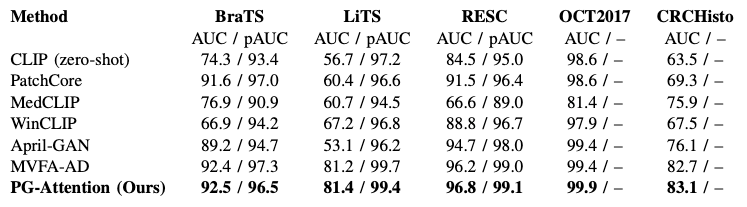 Method BraTS LiTS RESC OCT2017 CRCHisto
AUC / pAUC AUC / pAUC AUC / pAUC AUC / – AUC / –
CLIP (zero-shot) 74.3 / 93.4 56.7 / 97.2 84.5 / 95.0 98.6 / – 63.5 / –
PatchCore 91.6 / 97.0 60.4 / 96.6 91.5 / 96.4 98.6 / – 69.3 / –
MedCLIP 76.9 / 90.9 60.7 / 94.5 66.6 / 89.0 81.4 / – 75.9 / –
WinCLIP 66.9 / 94.2 67.2 / 96.8 88.8 / 96.7 97.9 / – 67.5 / –
April-GAN 89.2 / 94.7 53.1 / 96.2 94.7 / 98.0 99.4 / – 76.1 / –
MVFA-AD 92.4 / 97.3 81.2 / 99.7 96.2 / 99.0 99.4 / – 82.7 / –
PG-Attention (Ours) 92.5 / 96.5 81.4 / 99.4 96.8 / 99.1 99.9 / – 83.1 / –